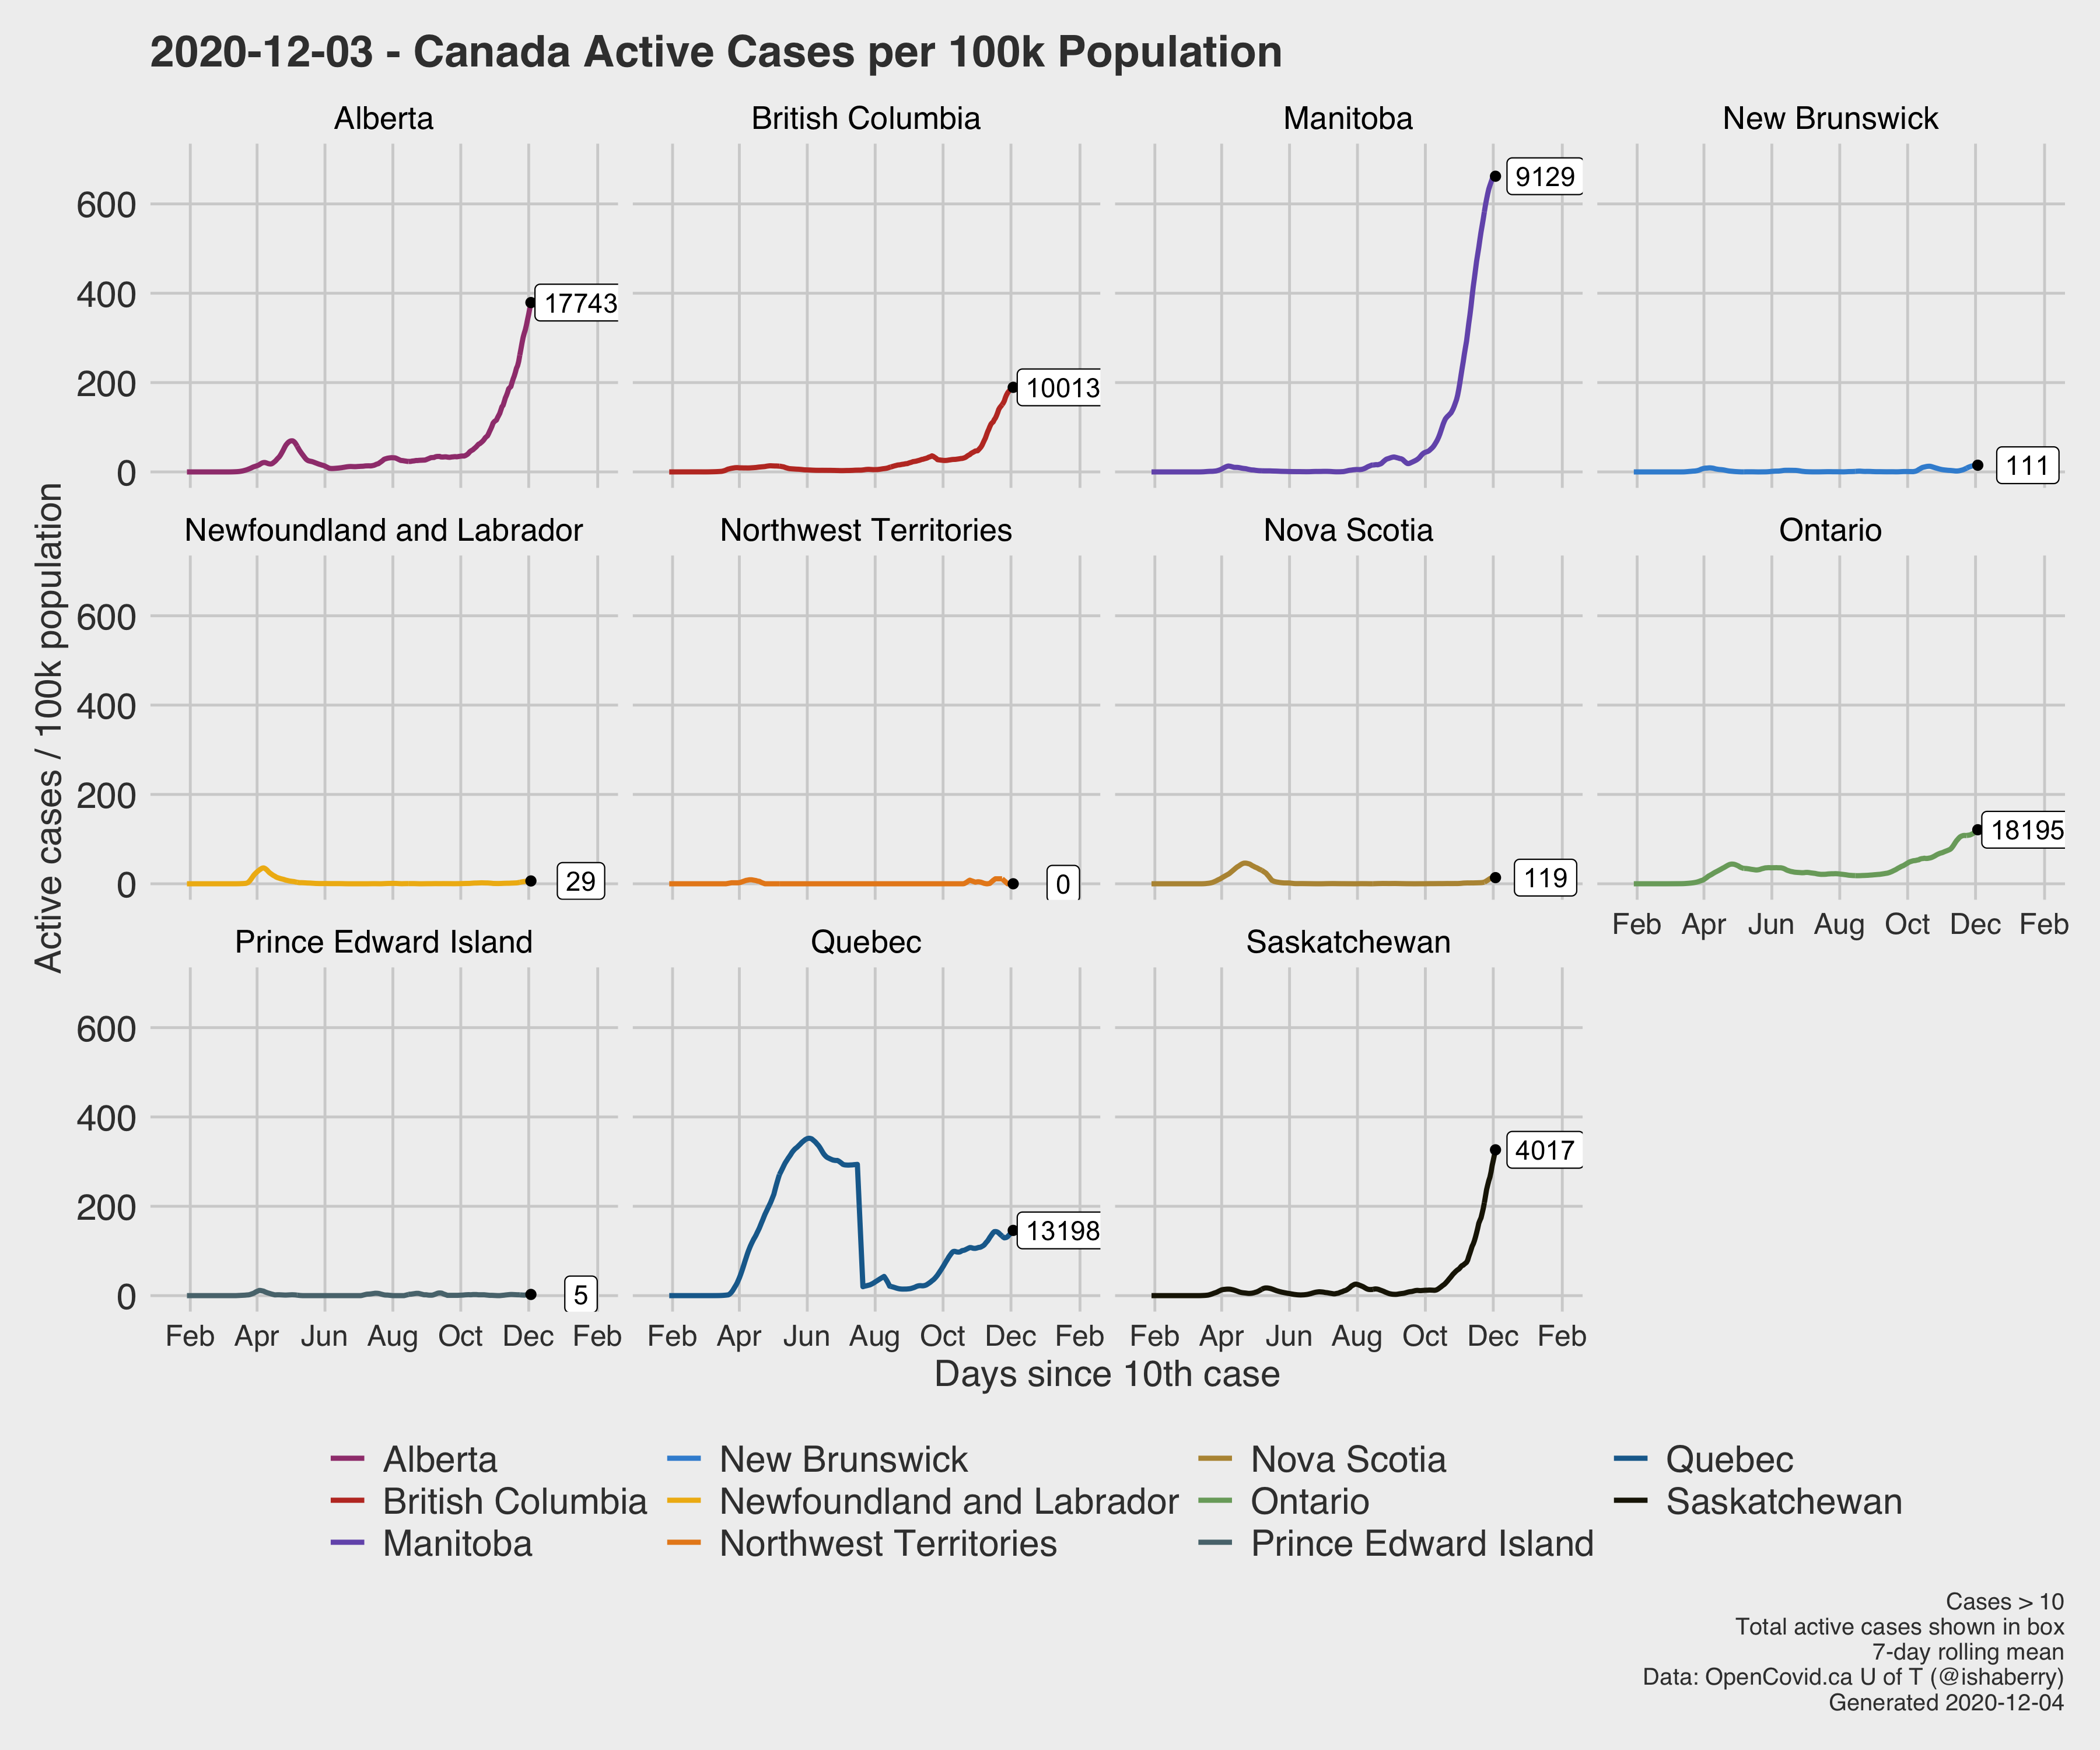 2020-12-03 - Canada Active Cases per 100k Population
Alberta
British Columbia
Manitoba
New Brunswick
600
400
200
0
17743
10013
9129
111
Newfoundland and Labrador
Northwest Territories
Nova Scotia
Ontario
600
400
200
0
29
0
119
18195
Feb Apr Jun Aug Oct Dec Feb
Prince Edward Island
Quebec
Saskatchewan
600
400
200
0
5
13198
4017
Feb Apr Jun Aug Oct Dec Feb
Feb Apr Jun Aug Oct Dec Feb
Feb Apr Jun Aug Oct Dec Feb
Active cases / 100k population
Days since 10th case
Alberta
British Columbia
Manitoba
New Brunswick
Newfoundland and Labrador
Northwest Territories
Nova Scotia
Ontario
Prince Edward Island
Quebec
Saskatchewan
Cases > 10
Total active cases shown in box
7-day rolling mean
Data: OpenCovid.ca U of T (@ishaberry)
Generated 2020-12-04